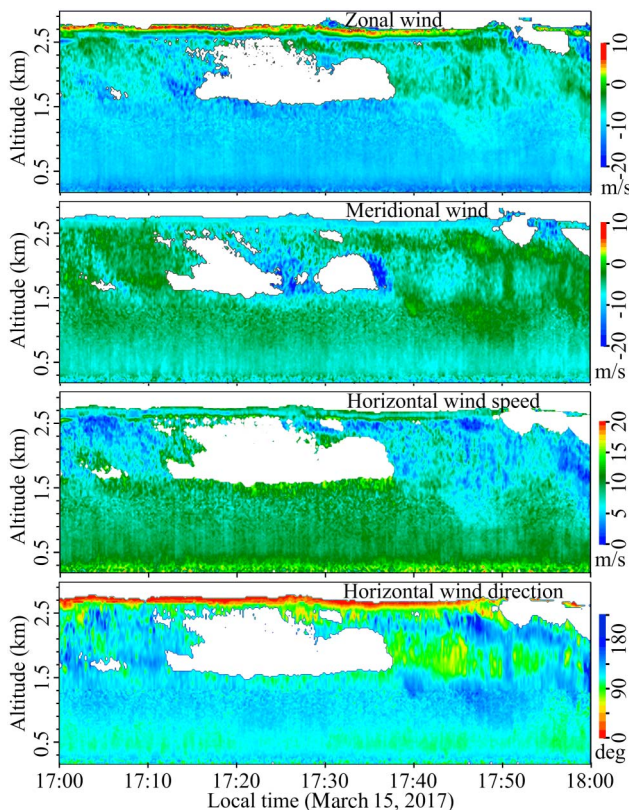 Zonal wind
Altitude (km)
2.5
1.5
0.5
10
0
-10
-20
m/s
Meridional wind
Altitude (km)
2.5
1.5
0.5
10
0
-10
-20
m/s
Horizontal wind speed
Altitude (km)
2.5
1.5
0.5
20
15
10
5
0
m/s
Horizontal wind direction
Altitude (km)
2.5
1.5
0.5
180
90
0
deg
17:00 17:10 17:20 17:30 17:40 17:50 18:00
Local time (March 15, 2017)